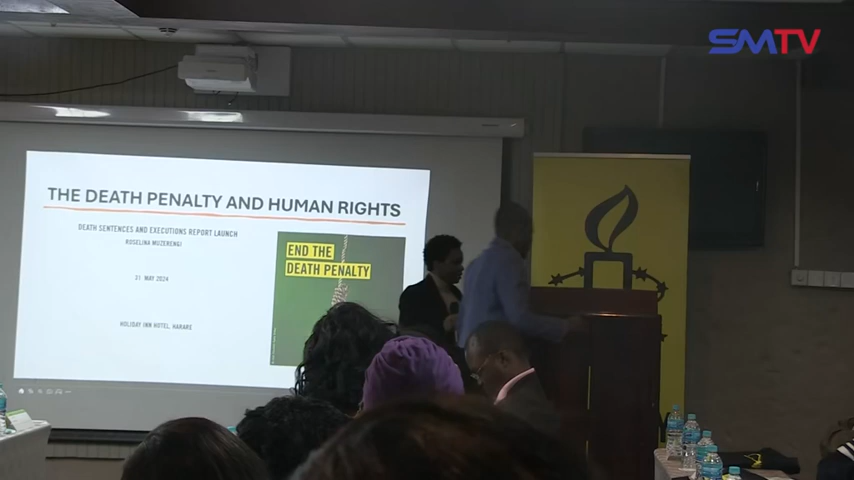 SMTV
THE DEATH PENALTY AND HUMAN RIGHTS
DEATH SENTENCES AND EXECUTIONS REPORT LAUNCH
ROSELINA MUZERENGI
31 MAY 2024
HOLIDAY INN HOTEL, HARARE
END THE
DEATH PENALTY